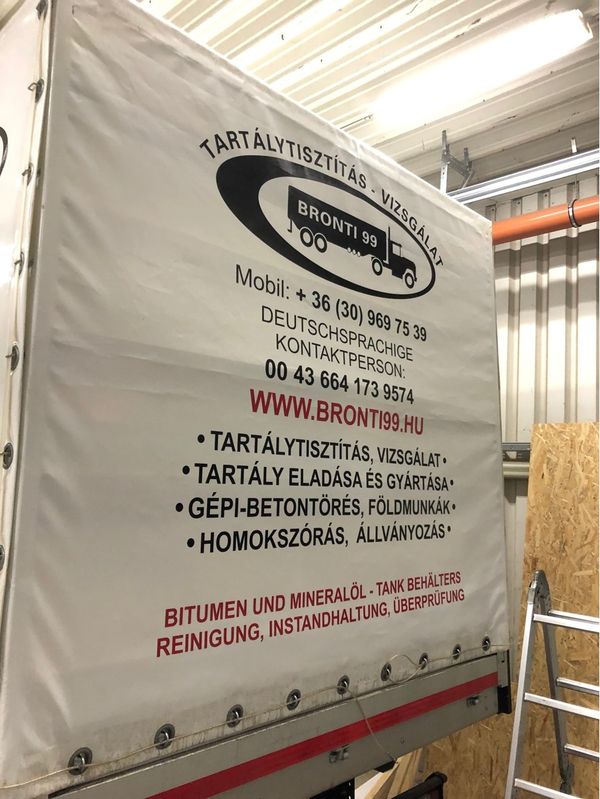 TARTÁLYTISZTÍTÁS - VIZSGÁLAT
BRONTI 99
Mobil: + 36 (30) 969 75 39
DEUTSCHSPRACHIGE
KONTAKTPERSON:
00 43 664 173 9574
WWW.BRONTI99.HU
• TARTÁLYTISZTÍTÁS, VIZSGÁLAT •
• TARTÁLY ELADÁSA ÉS GYÁRTÁSA •
• GÉPI-BETONTÖRÉS, FÖLDMUNKÁK •
• HOMOKSZÓRÁS, ÁLLVÁNYOZÁS •
BITUMEN UND MINERALÖL - TANK BEHÄLTERS
REINIGUNG, INSTANDHALTUNG, ÜBERPRÜFUNG